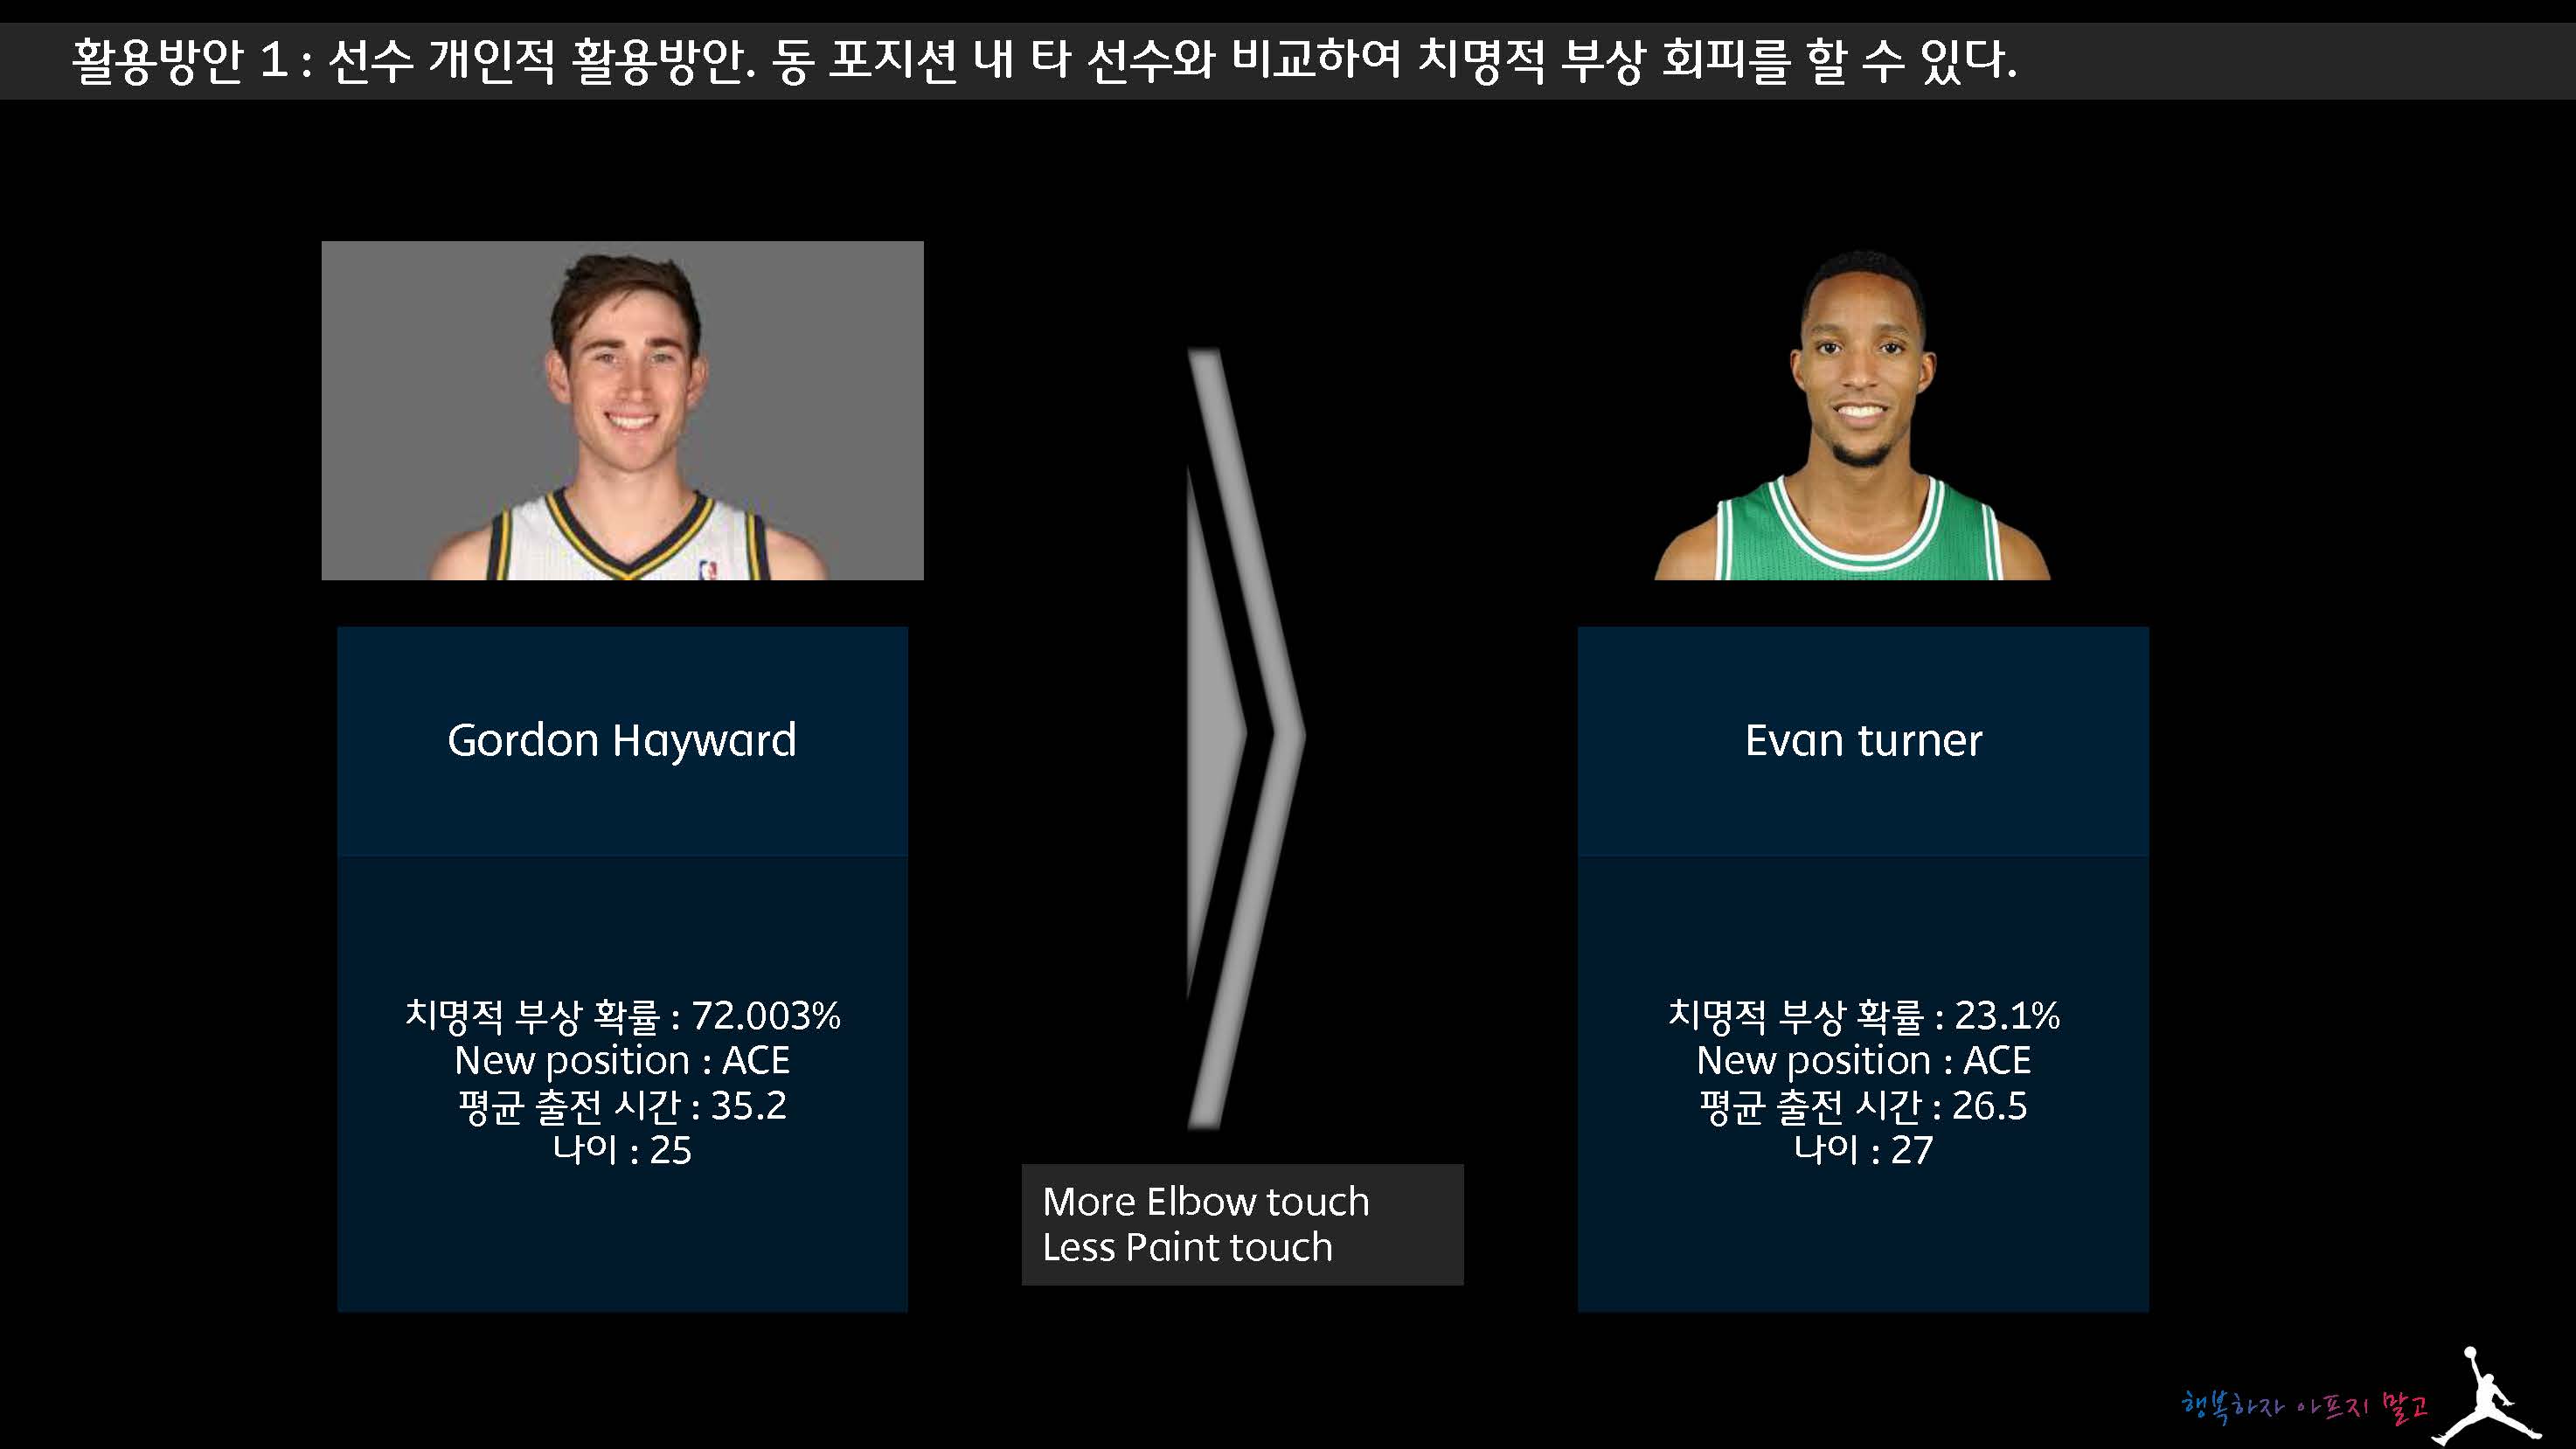 활용방안 1 : 선수 개인적 활용방안. 동 포지션 내 타 선수와 비교하여 치명적 부상 회피를 할 수 있다.
Gordon Hayward
치명적 부상 확률 : 72.003%
New position : ACE
평균 출전 시간 : 35.2
나이 : 25
More Elbow touch
Less Paint touch
Evan turner
치명적 부상 확률 : 23.1%
New position : ACE
평균 출전 시간 : 26.5
나이 : 27
행복하자 아프지 말고